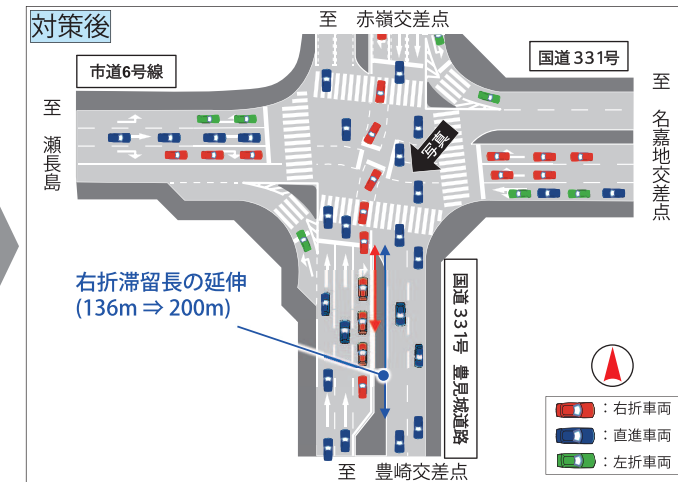 対策後
至 赤嶺交差点
市道6号線
国道331号
至 瀬長島
至 名嘉地交差点
写真
右折滞留長の延伸
(136m ⇒ 200m)
国道331号 豊見城道路
：右折車両
：直進車両
：左折車両
至 豊崎交差点